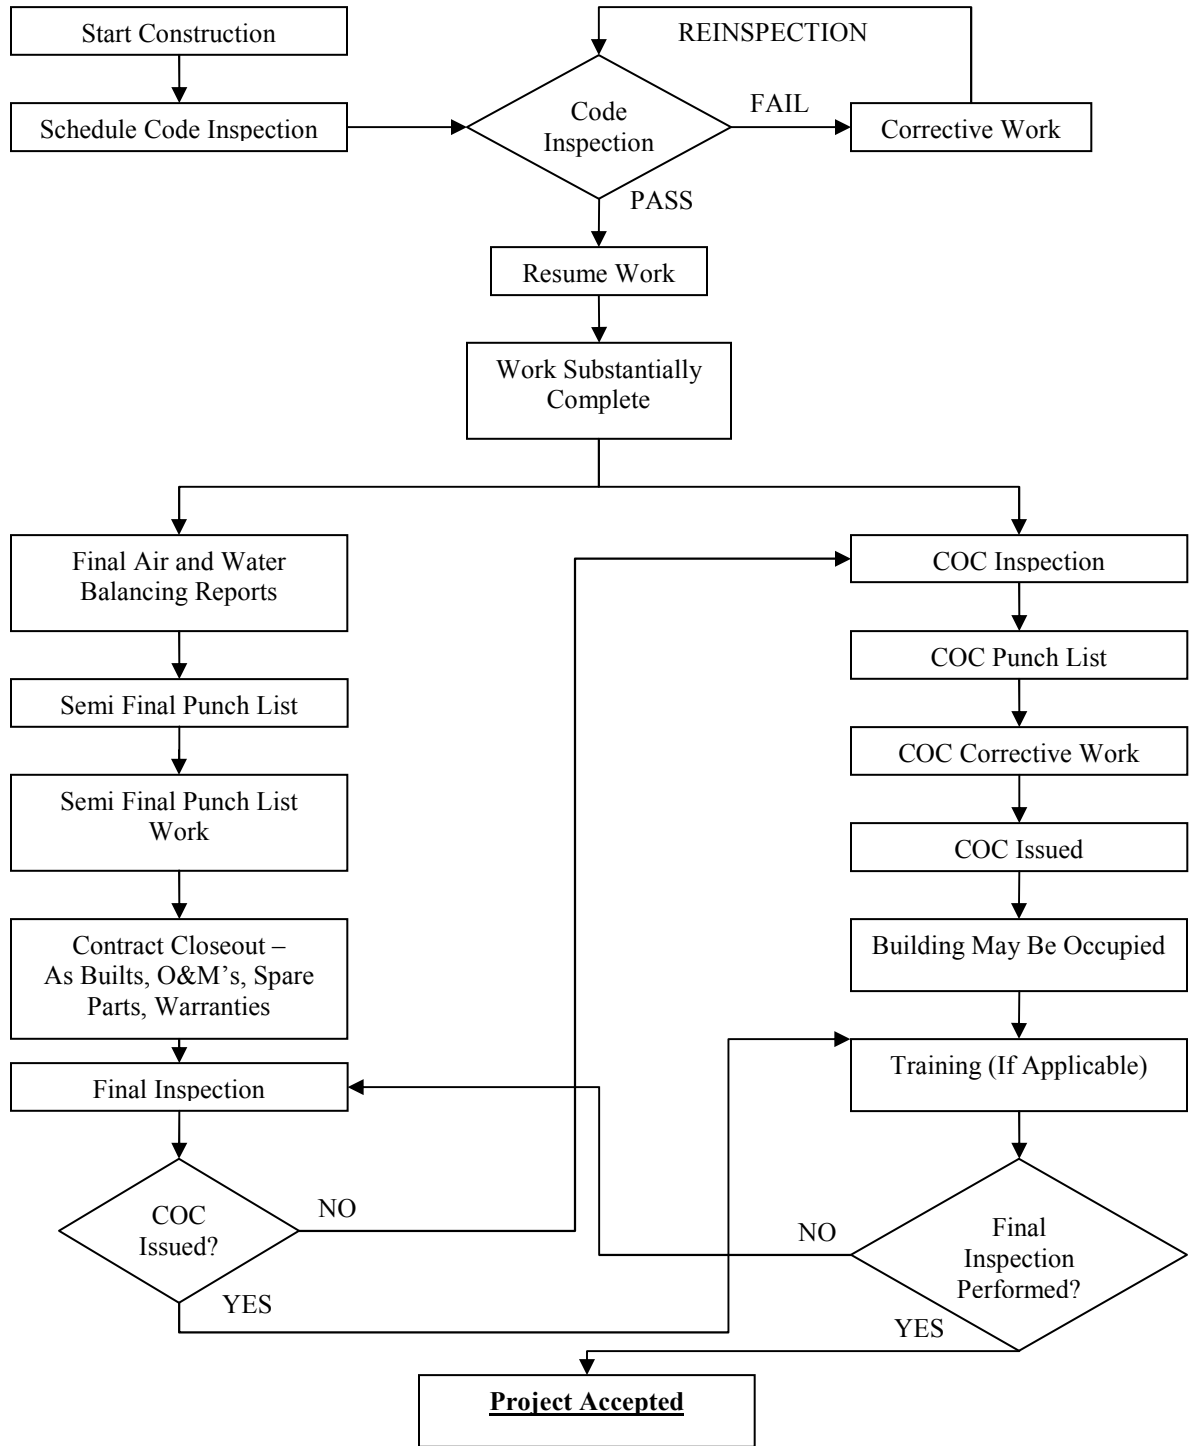 Start Construction
REINSPECTION
Schedule Code Inspection
Code
Inspection
FAIL
Corrective Work
PASS
Resume Work
Work Substantially
Complete
Final Air and Water
Balancing Reports
Semi Final Punch List
Semi Final Punch List
Work
Contract Closeout –
As Builts, O&M’s, Spare
Parts, Warranties
Final Inspection
COC
Issued?
NO
YES
COC Inspection
COC Punch List
COC Corrective Work
COC Issued
Building May Be Occupied
Training (If Applicable)
Final
Inspection
Performed?
NO
YES
Project Accepted